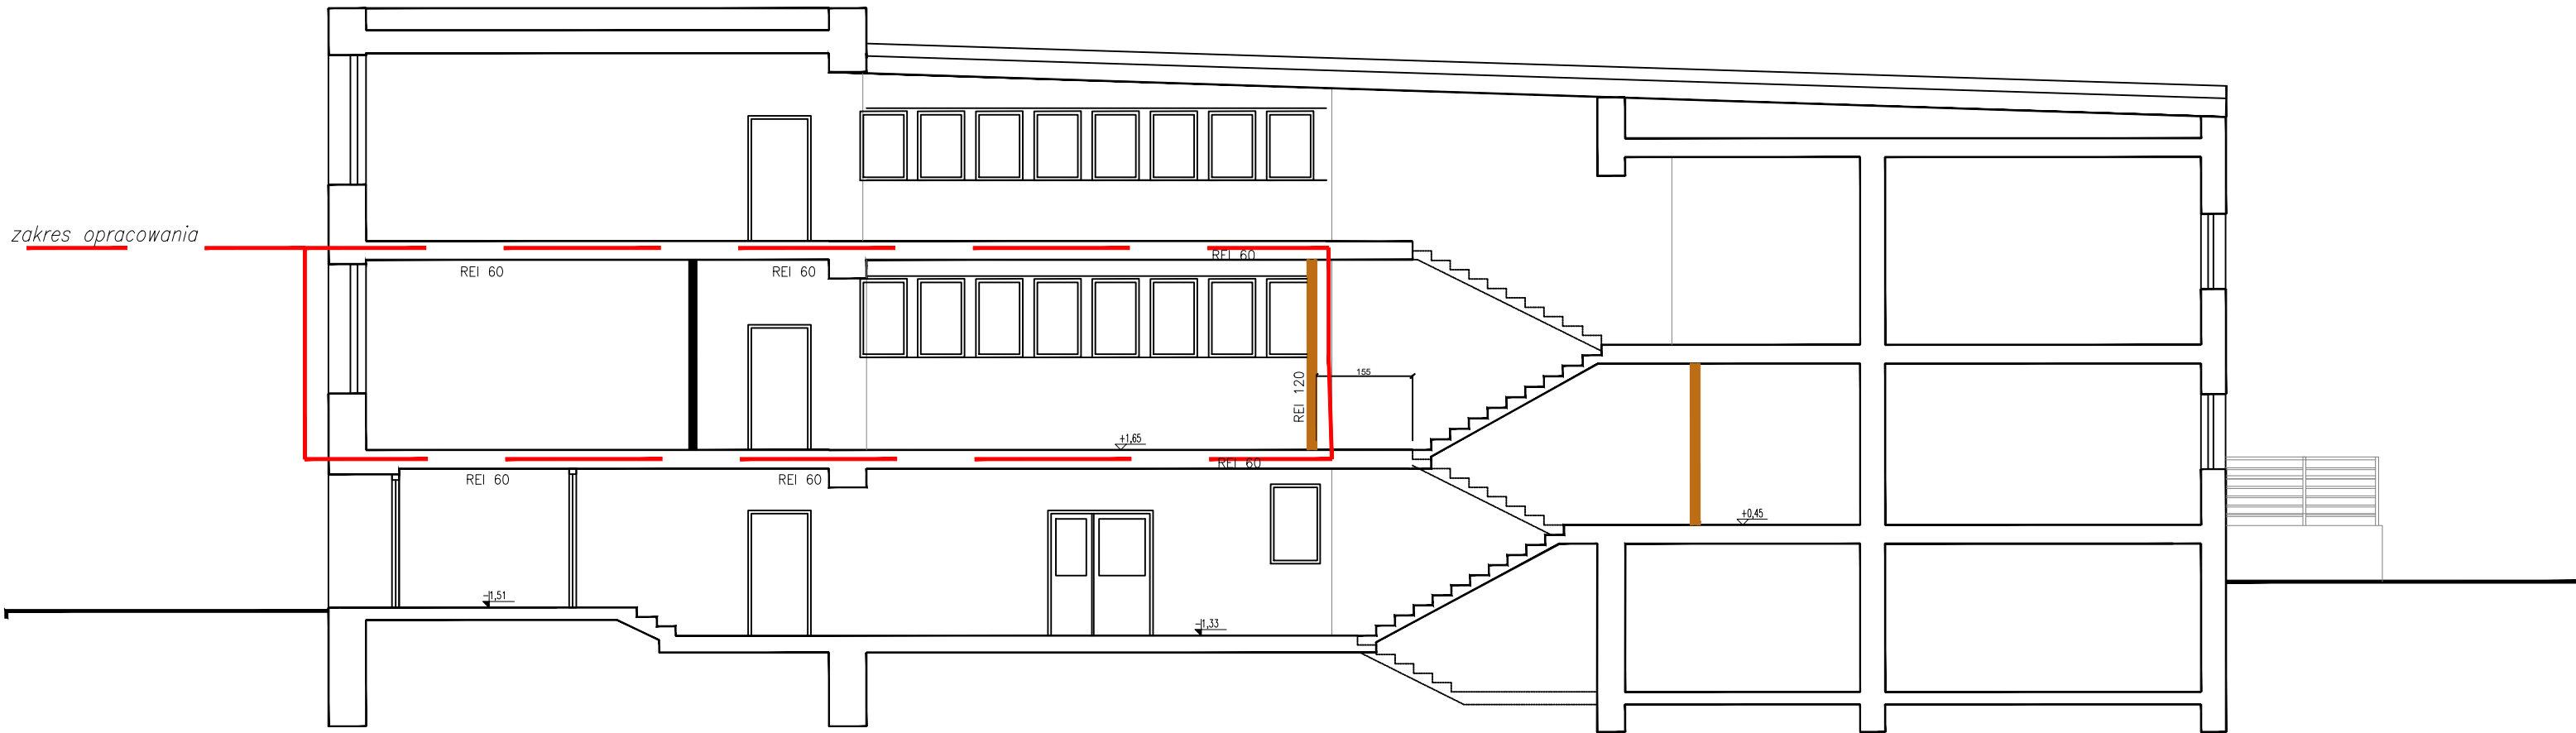 zakres opracowania
REI 60
REI 60
REI 60
REI 120
155
+1,65
REI 60
REI 60
REI 60
+0,45
-1,51
-1,33